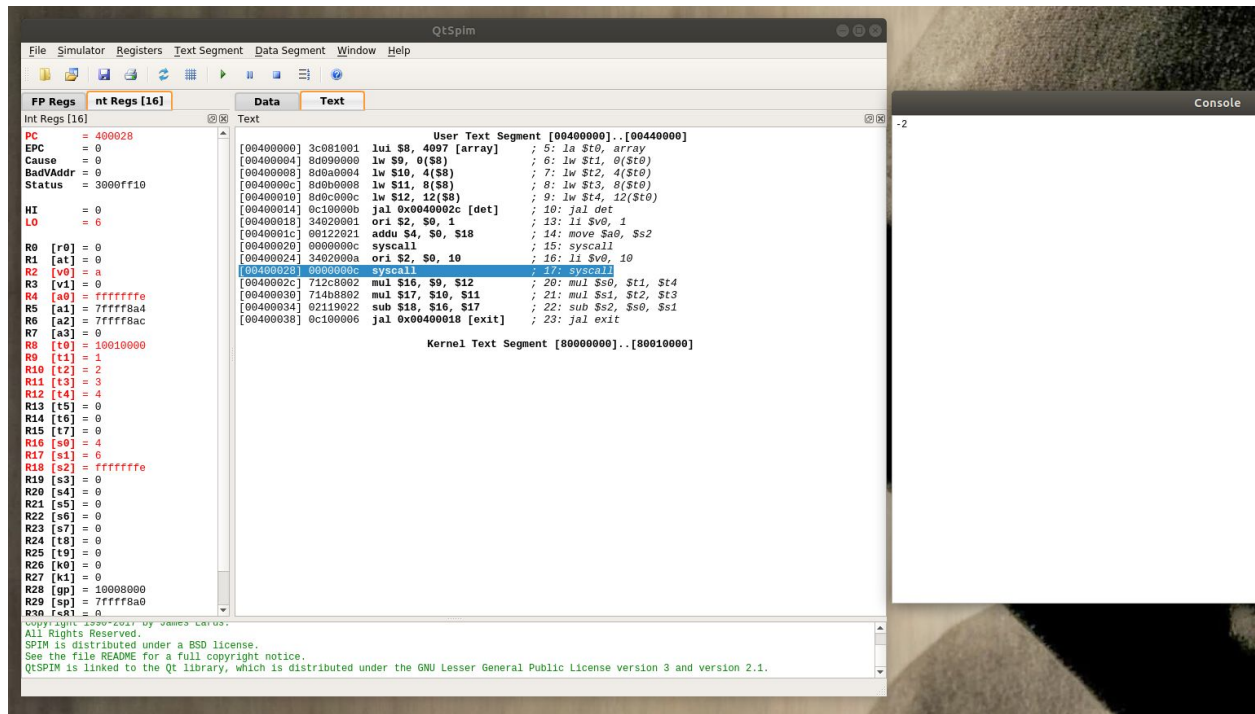 QtSpim
File Simulator Registers Text Segment Data Segment Window Help
FP Regs nt Regs [16]
Data Text
Int Regs [16]
Text
PC = 400028
EPC = 0
Cause = 0
BadVAddr = 0
Status = 3000ff10
HI = 0
LO = 6
R0 [r0] = 0
R1 [at] = 0
R2 [v0] = a
R3 [v1] = 0
R4 [a0] = fffffffe
R5 [a1] = 7ffff8a4
R6 [a2] = 7ffff8ac
R7 [a3] = 0
R8 [t0] = 10010000
R9 [t1] = 1
R10 [t2] = 2
R11 [t3] = 3
R12 [t4] = 4
R13 [t5] = 0
R14 [t6] = 0
R15 [t7] = 0
R16 [s0] = 4
R17 [s1] = 6
R18 [s2] = fffffffe
R19 [s3] = 0
R20 [s4] = 0
R21 [s5] = 0
R22 [s6] = 0
R23 [s7] = 0
R24 [t8] = 0
R25 [t9] = 0
R26 [k0] = 0
R27 [k1] = 0
R28 [gp] = 10008000
R29 [sp] = 7ffff8a0
R30 [s8] = 0
User Text Segment [00400000]..[00440000]
[00400000] 3c081001 lui $8, 4097 [array] ; 5: la $t0, array
[00400004] 8d090000 lw $9, 0($8) ; 6: lw $t1, 0($t0)
[00400008] 8d0a0004 lw $10, 4($8) ; 7: lw $t2, 4($t0)
[0040000c] 8d0b0008 lw $11, 8($8) ; 8: lw $t3, 8($t0)
[00400010] 8d0c000c lw $12, 12($8) ; 9: lw $t4, 12($t0)
[00400014] 0c10000b jal 0x0040002c [det] ; 10: jal det
[00400018] 34020001 ori $2, $0, 1 ; 13: li $v0, 1
[0040001c] 00122021 addu $4, $0, $18 ; 14: move $a0, $s2
[00400020] 0000000c syscall ; 15: syscall
[00400024] 3402000a ori $2, $0, 10 ; 16: li $v0, 10
[00400028] 0000000c syscall ; 17: syscall
[0040002c] 712c8002 mul $16, $9, $12 ; 20: mul $s0, $t1, $t4
[00400030] 714b8802 mul $17, $10, $11 ; 21: mul $s1, $t2, $t3
[00400034] 02119022 sub $18, $16, $17 ; 22: sub $s2, $s0, $s1
[00400038] 0c100006 jal 0x00400018 [exit] ; 23: jal exit
Kernel Text Segment [80000000]..[80010000]
Copyright 1990-2017 by James Larus.
All Rights Reserved.
SPIM is distributed under a BSD license.
See the file README for a full copyright notice.
QtSPIM is linked to the Qt library, which is distributed under the GNU Lesser General Public License version 3 and version 2.1.
Console
-2